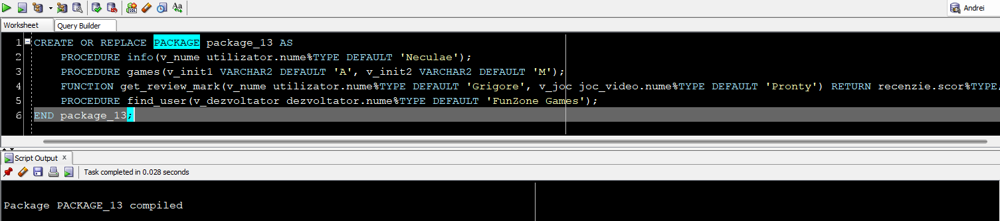 Andrei
Worksheet Query Builder
1 CREATE OR REPLACE PACKAGE package_13 AS
2 PROCEDURE info(v_nume utilizator.nume%TYPE DEFAULT 'Neculae');
3 PROCEDURE games(v_init1 VARCHAR2 DEFAULT 'A', v_init2 VARCHAR2 DEFAULT 'M');
4 FUNCTION get_review_mark(v_nume utilizator.nume%TYPE DEFAULT 'Grigore', v_joc joc_video.nume%TYPE DEFAULT 'Pronty') RETURN recenzie.scor%TYPE
5 PROCEDURE find_user(v_dezvoltator dezvoltator.nume%TYPE DEFAULT 'FunZone Games');
6 END package_13;
Script Output x
Task completed in 0.028 seconds
Package PACKAGE_13 compiled